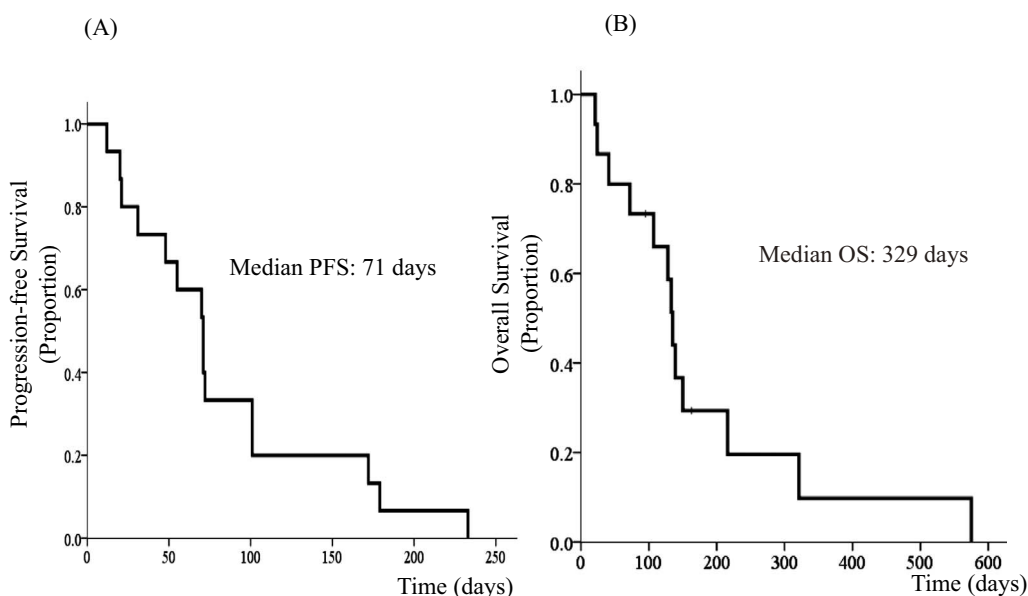 (A)
Progression-free Survival
(Proportion)
1.0
0.8
0.6
0.4
0.2
0.0
Median PFS: 71 days
0 50 100 150 200 250
Time (days)
(B)
Overall Survival
(Proportion)
1.0
0.8
0.6
0.4
0.2
0.0
Median OS: 329 days
0 100 200 300 400 500 600
Time (days)